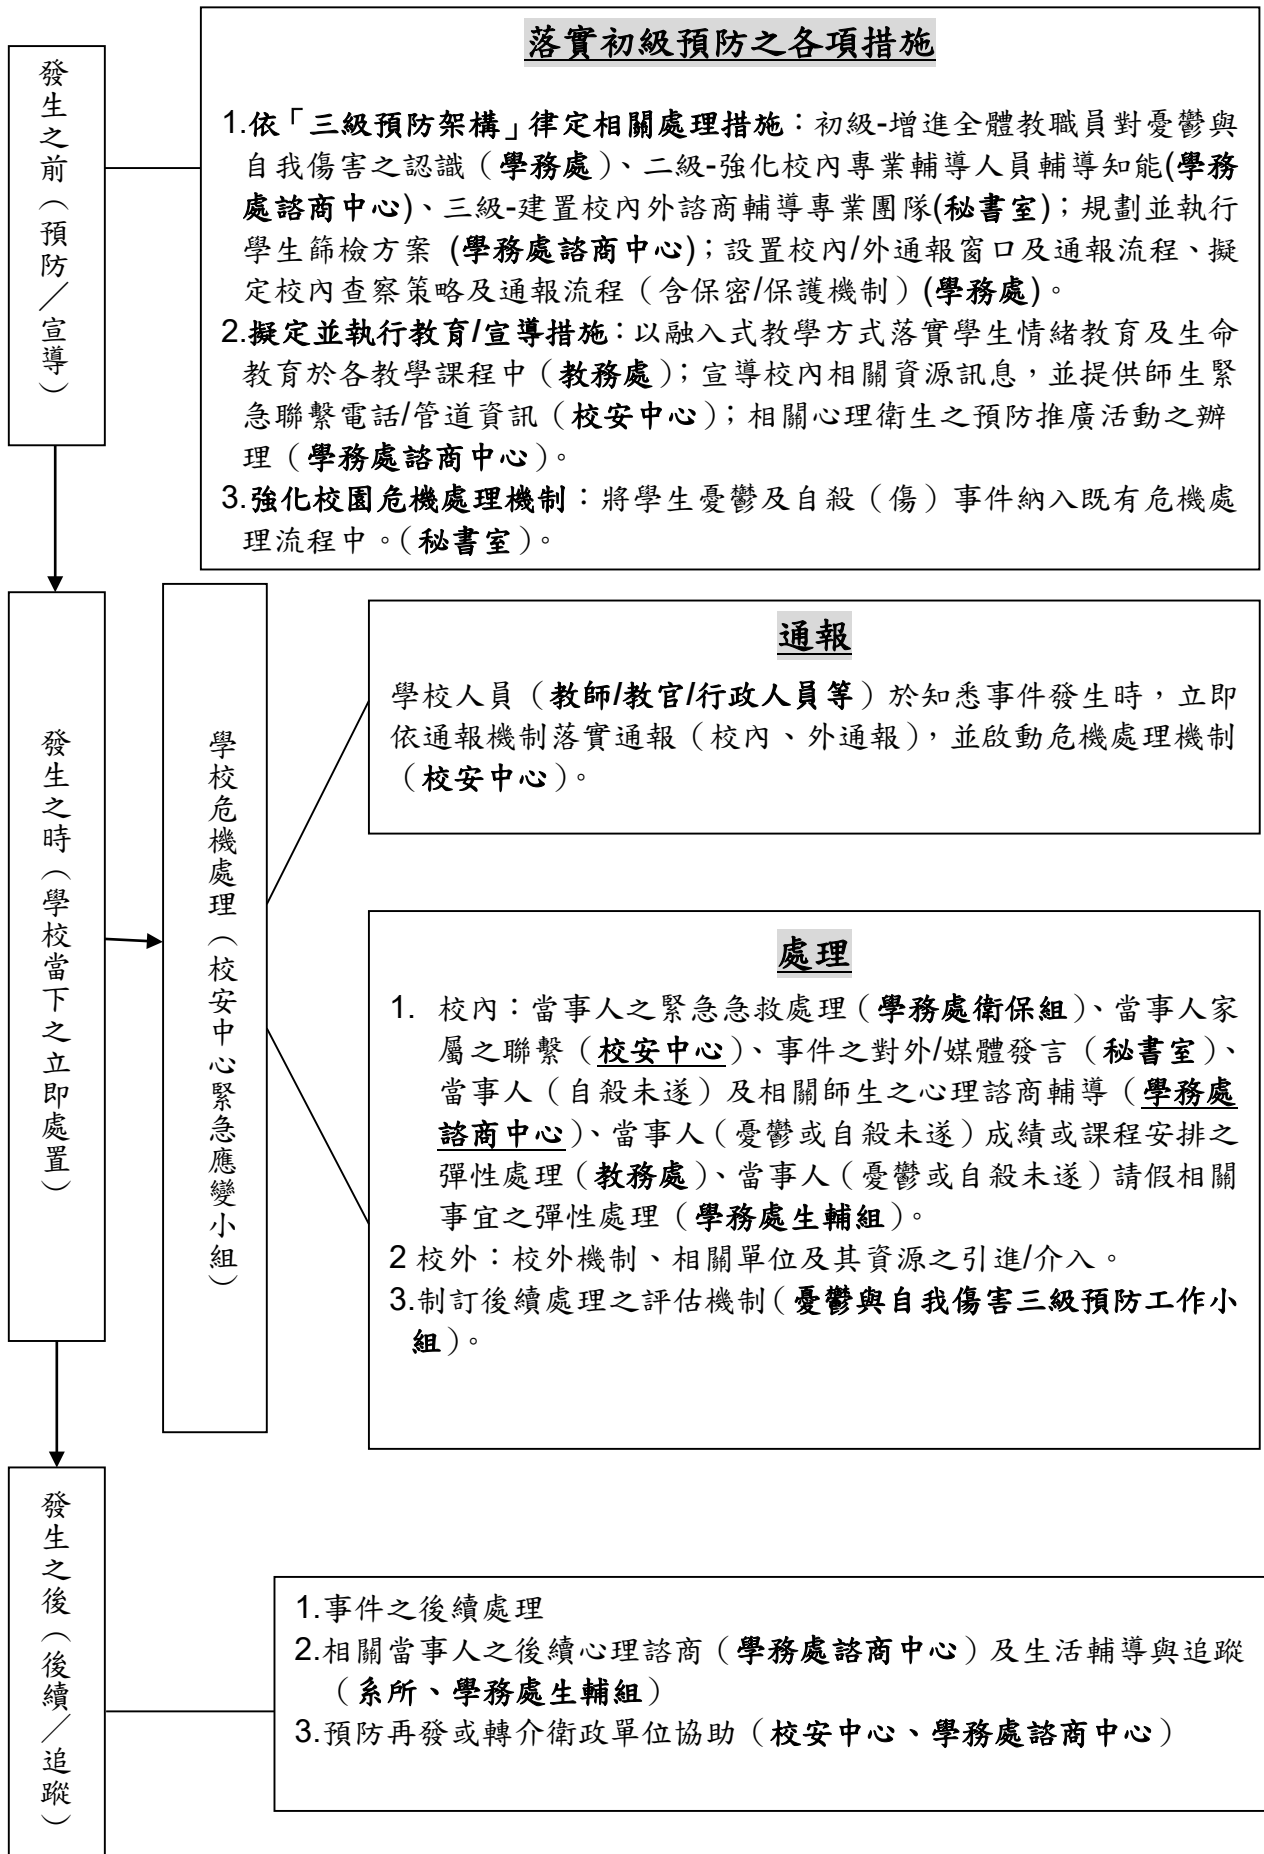 發生之前（預防／宣導）
落實初級預防之各項措施
1.依「三級預防架構」律定相關處理措施：初級-增進全體教職員對憂鬱與
自我傷害之認識（學務處）、二級-強化校內專業輔導人員輔導知能(學務
處諮商中心)、三級-建置校內外諮商輔導專業團隊(秘書室)；規劃並執行
學生篩檢方案 (學務處諮商中心)；設置校內/外通報窗口及通報流程、擬
定校內查察策略及通報流程（含保密/保護機制）(學務處)。
2.擬定並執行教育/宣導措施：以融入式教學方式落實學生情緒教育及生命
教育於各教學課程中（教務處）；宣導校內相關資源訊息，並提供師生緊
急聯繫電話/管道資訊（校安中心）；相關心理衛生之預防推廣活動之辦
理（學務處諮商中心）。
3.強化校園危機處理機制：將學生憂鬱及自殺（傷）事件納入既有危機處
理流程中。（秘書室）。
發生之時（學校當下之立即處置）
學校危機處理（校安中心緊急應變小組）
通報
學校人員（教師/教官/行政人員等）於知悉事件發生時，立即
依通報機制落實通報（校內、外通報），並啟動危機處理機制
（校安中心）。
處理
1. 校內：當事人之緊急急救處理（學務處衛保組）、當事人家
屬之聯繫（校安中心）、事件之對外/媒體發言（秘書室）、
當事人（自殺未遂）及相關師生之心理諮商輔導（學務處
諮商中心）、當事人（憂鬱或自殺未遂）成績或課程安排之
彈性處理（教務處）、當事人（憂鬱或自殺未遂）請假相關
事宜之彈性處理（學務處生輔組）。
2 校外：校外機制、相關單位及其資源之引進/介入。
3.制訂後續處理之評估機制（憂鬱與自我傷害三級預防工作小
組）。
發生之後（後續／追蹤）
1.事件之後續處理
2.相關當事人之後續心理諮商（學務處諮商中心）及生活輔導與追蹤
（系所、學務處生輔組）
3.預防再發或轉介衛政單位協助（校安中心、學務處諮商中心）